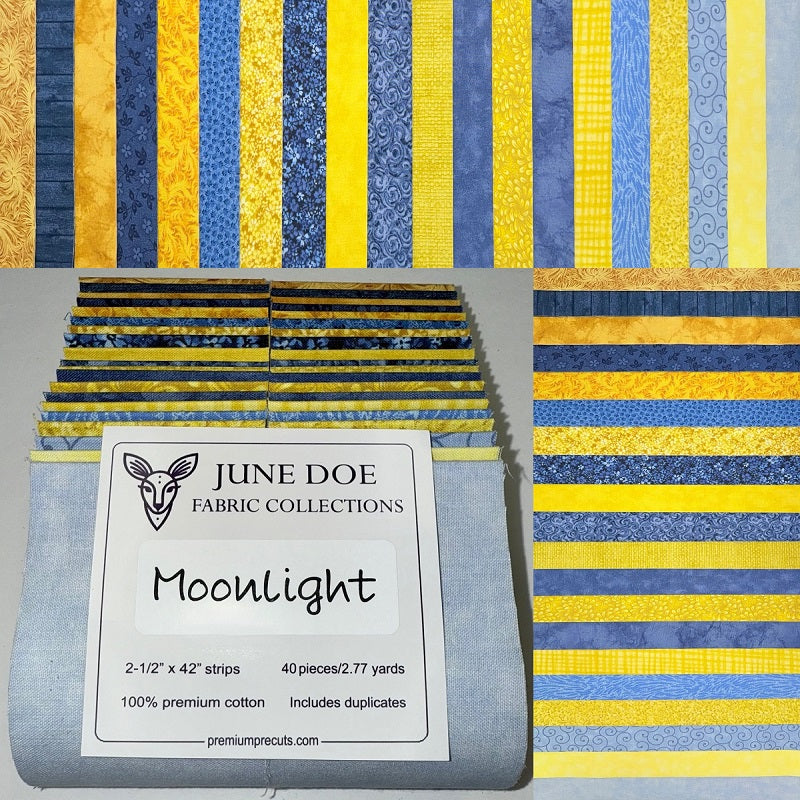 JUNE DOE
FABRIC COLLECTIONS
Moonlight
2-1/2" x 42" strips 40 pieces/2.77 yards
100% premium cotton Includes duplicates
premiumprecuts.com